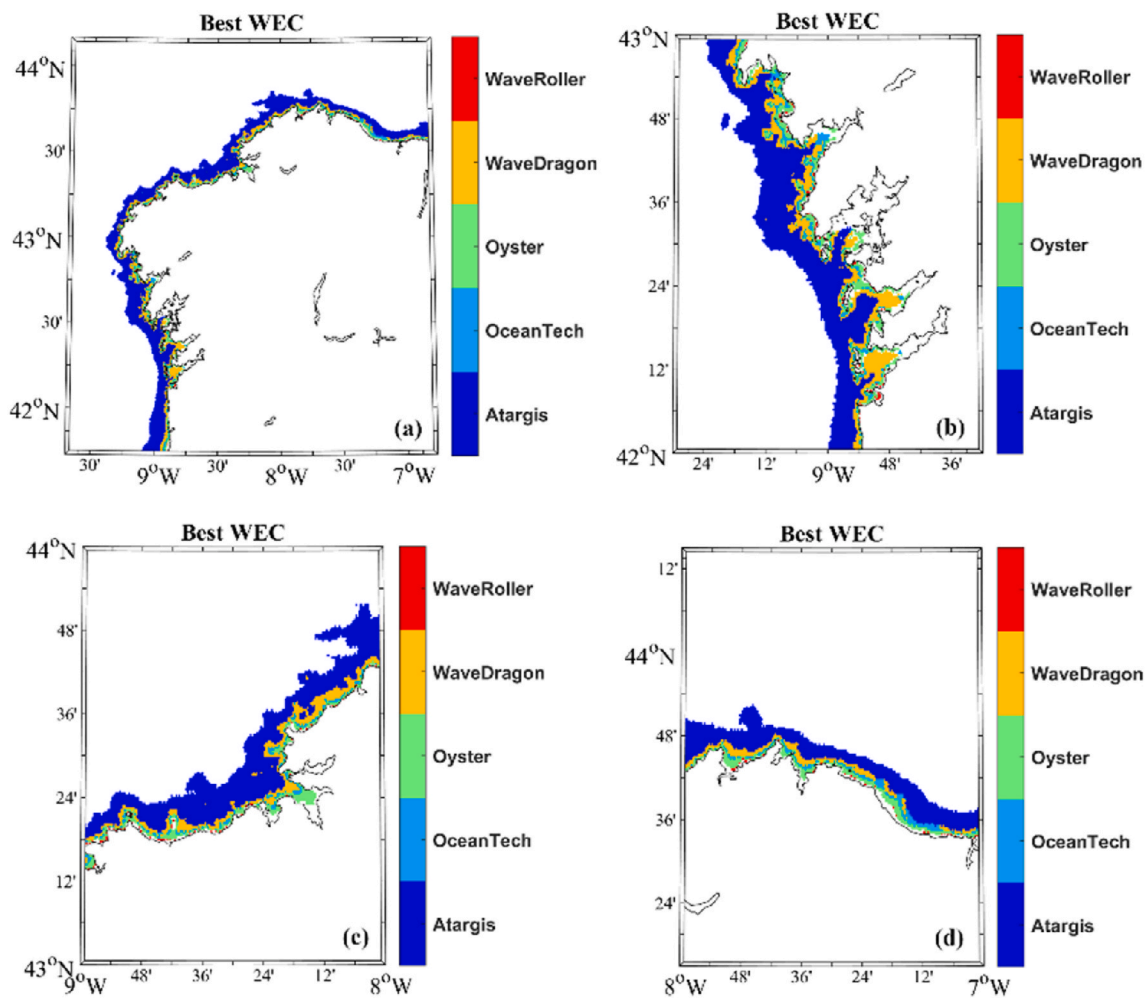 Best WEC
44°N
30'
43°N
30'
42°N
30'
9°W
30'
8°W
30'
7°W
(a)
WaveRoller
WaveDragon
Oyster
OceanTech
Atargis
Best WEC
43°N
48'
36'
24'
12'
42°N
24'
12'
9°W
48'
36'
(b)
WaveRoller
WaveDragon
Oyster
OceanTech
Atargis
Best WEC
44°N
48'
36'
24'
12'
43°N
9°W
48'
36'
24'
12'
8°W
(c)
WaveRoller
WaveDragon
Oyster
OceanTech
Atargis
Best WEC
12'
44°N
48'
36'
24'
8°W
48'
36'
24'
12'
7°W
(d)
WaveRoller
WaveDragon
Oyster
OceanTech
Atargis